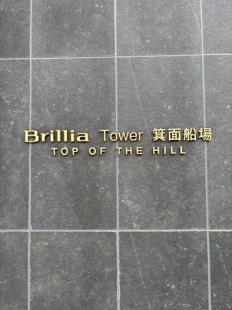 Brillia Tower 箕面船場
TOP OF THE HILL